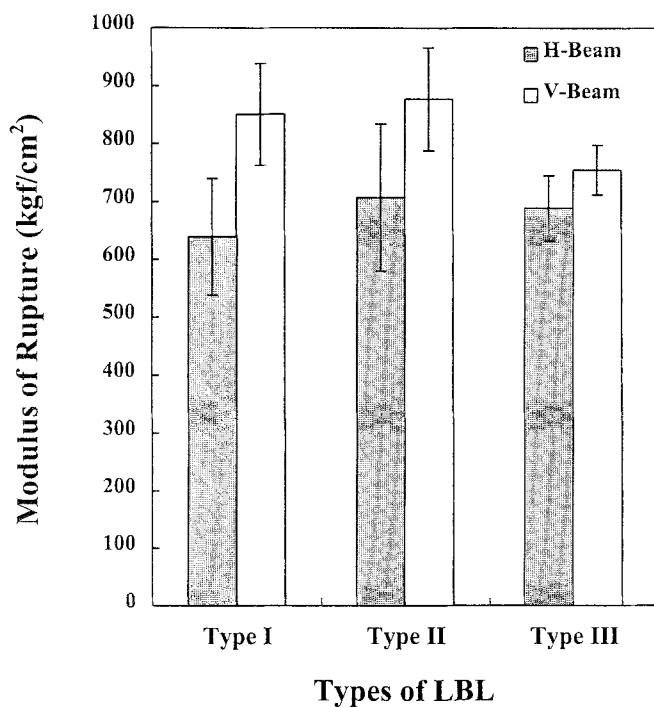 1000
900
800
700
600
500
400
300
200
100
0
Modulus of Rupture (kgf/cm²)
H-Beam
V-Beam
Type I Type II Type III
Types of LBL